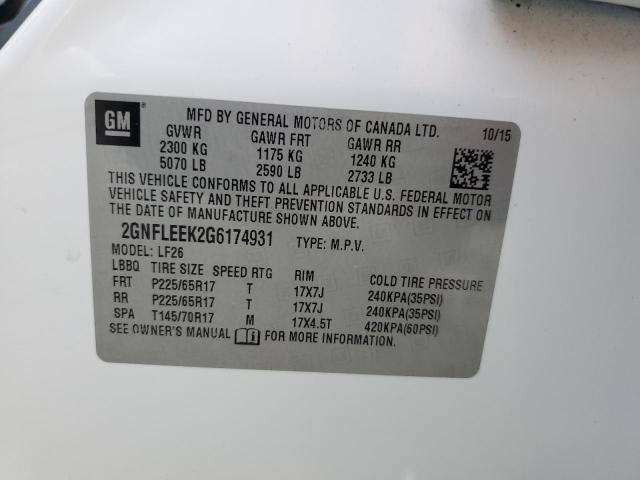 GM
MFD BY GENERAL MOTORS OF CANADA LTD. 10/15
GVWR GAWR FRT GAWR RR
2300 KG 1175 KG 1240 KG
5070 LB 2590 LB 2733 LB
THIS VEHICLE CONFORMS TO ALL APPLICABLE U.S. FEDERAL MOTOR
VEHICLE SAFETY AND THEFT PREVENTION STANDARDS IN EFFECT ON
THE DATE OF MANUFACTURE SHOWN ABOVE.
2GNFLEEK2G6174931 TYPE: M.P.V.
MODEL: LF26
LBBQ TIRE SIZE SPEED RTG RIM COLD TIRE PRESSURE
FRT P225/65R17 T 17X7J 240KPA(35PSI)
RR P225/65R17 T 17X7J 240KPA(35PSI)
SPA T145/70R17 M 17X4.5T 420KPA(60PSI)
SEE OWNER'S MANUAL FOR MORE INFORMATION.